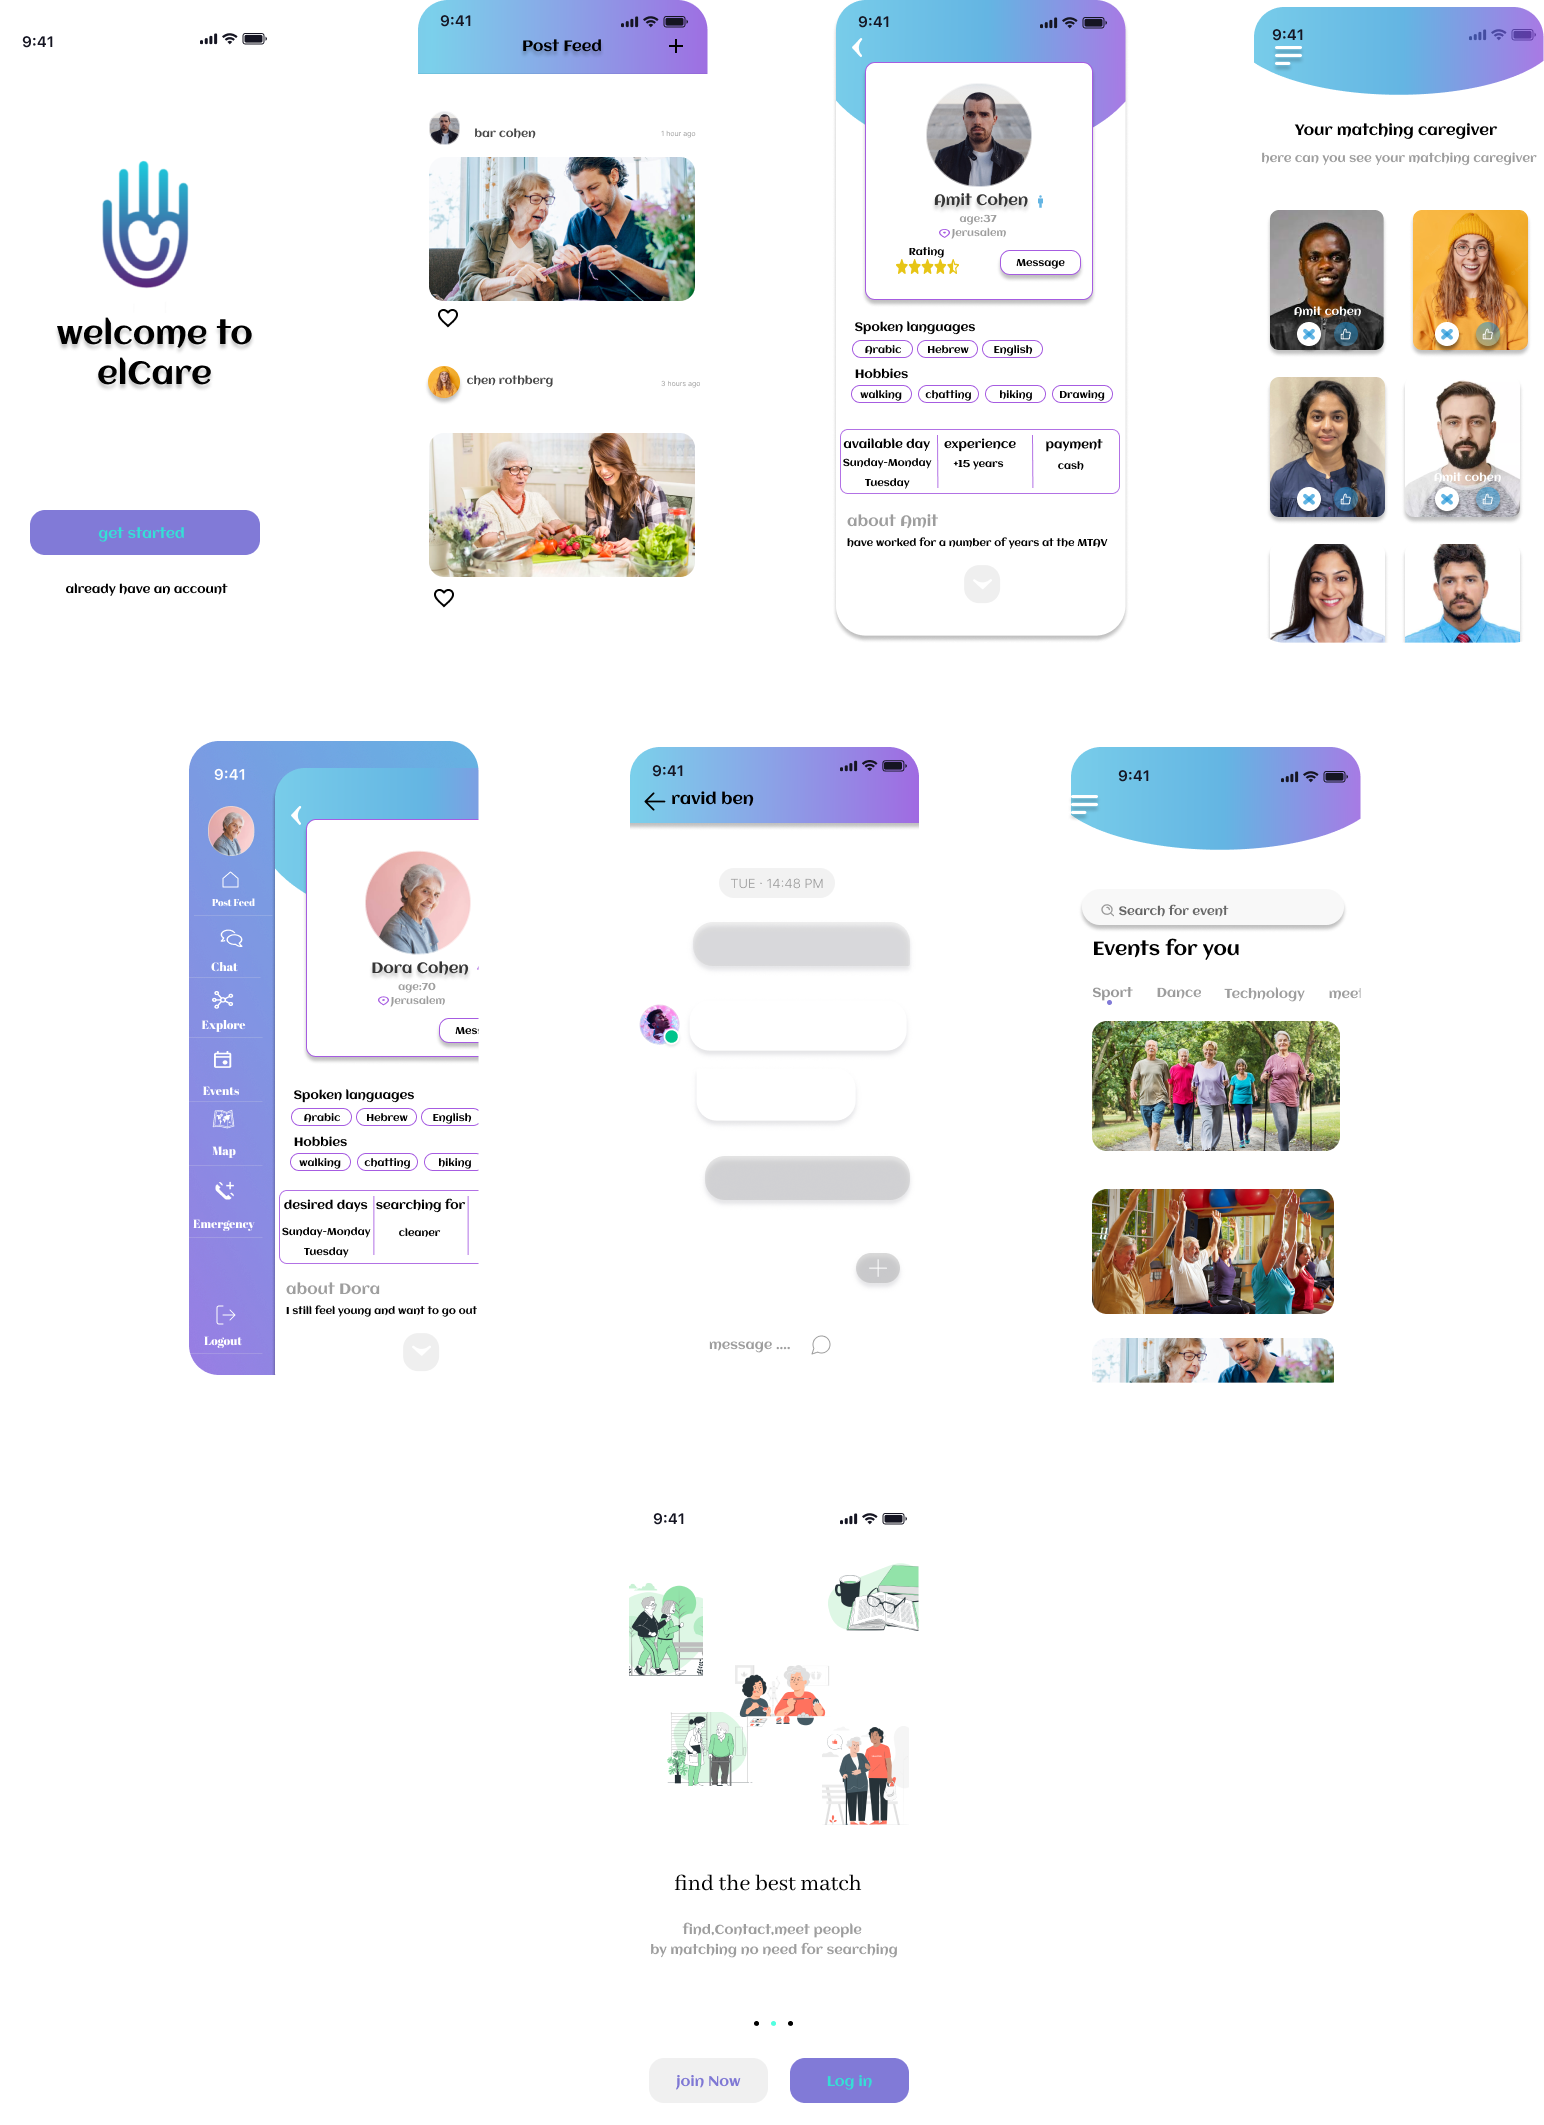 9:41
welcome to
elCare
get started
already have an account
9:41
Post Feed
bar cohen
1 hour ago
chen rothberg
3 hours ago
9:41
Amit Cohen
age:37
Jerusalem
Rating
Message
Spoken languages
Arabic Hebrew English
Hobbies
walking chatting hiking Drawing
available day experience payment
Sunday-Monday +15 years cash
Tuesday
about Amit
have worked for a number of years at the MTAV
9:41
Your matching caregiver
here can you see your matching caregiver
Amit cohen
Amit cohen
9:41
Post Feed
Chat
Explore
Events
Map
Emergency
Logout
Dora Cohen
age:70
Jerusalem
Mess
Spoken languages
Arabic Hebrew English
Hobbies
walking chatting hiking
desired days searching for
Sunday-Monday cleaner
Tuesday
about Dora
I still feel young and want to go out
9:41
ravid ben
TUE · 14:48 PM
message ....
9:41
Search for event
Events for you
Sport Dance Technology meet
9:41
find the best match
find,Contact,meet people
by matching no need for searching
join Now Log in